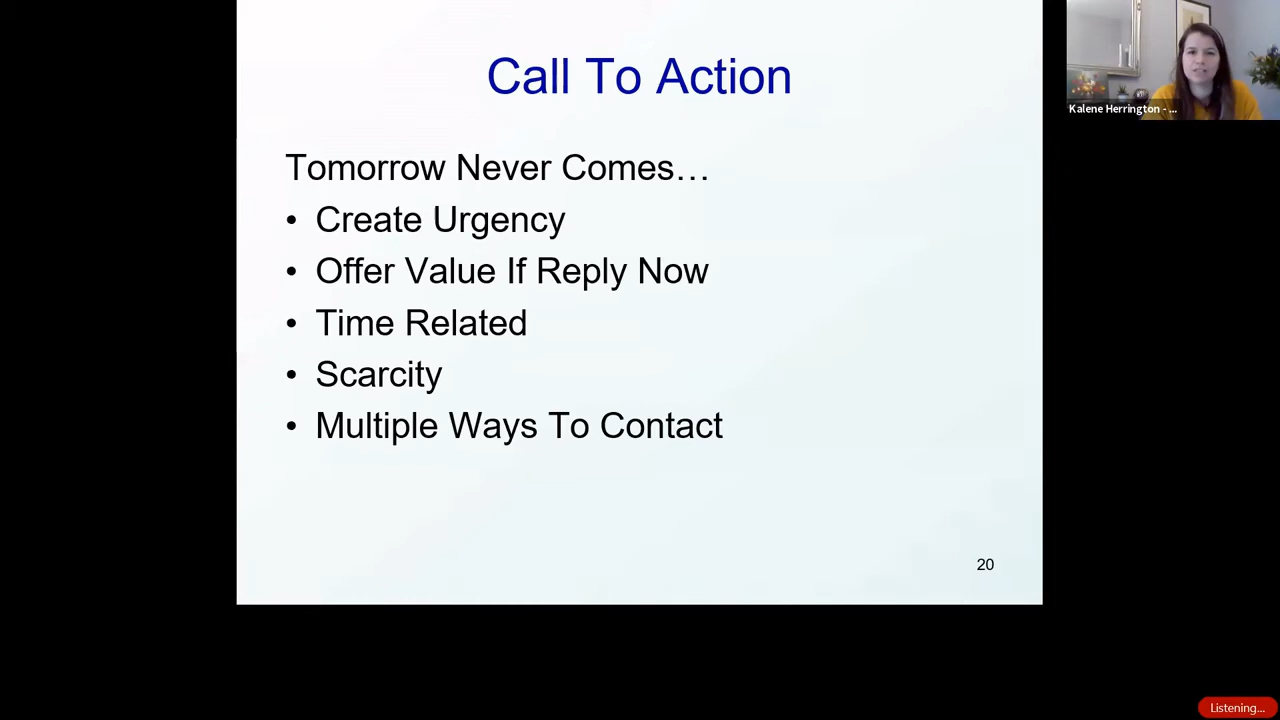 Call To Action
Kalene Herrington - ...
Tomorrow Never Comes…
• Create Urgency
• Offer Value If Reply Now
• Time Related
• Scarcity
• Multiple Ways To Contact
20
Listening...